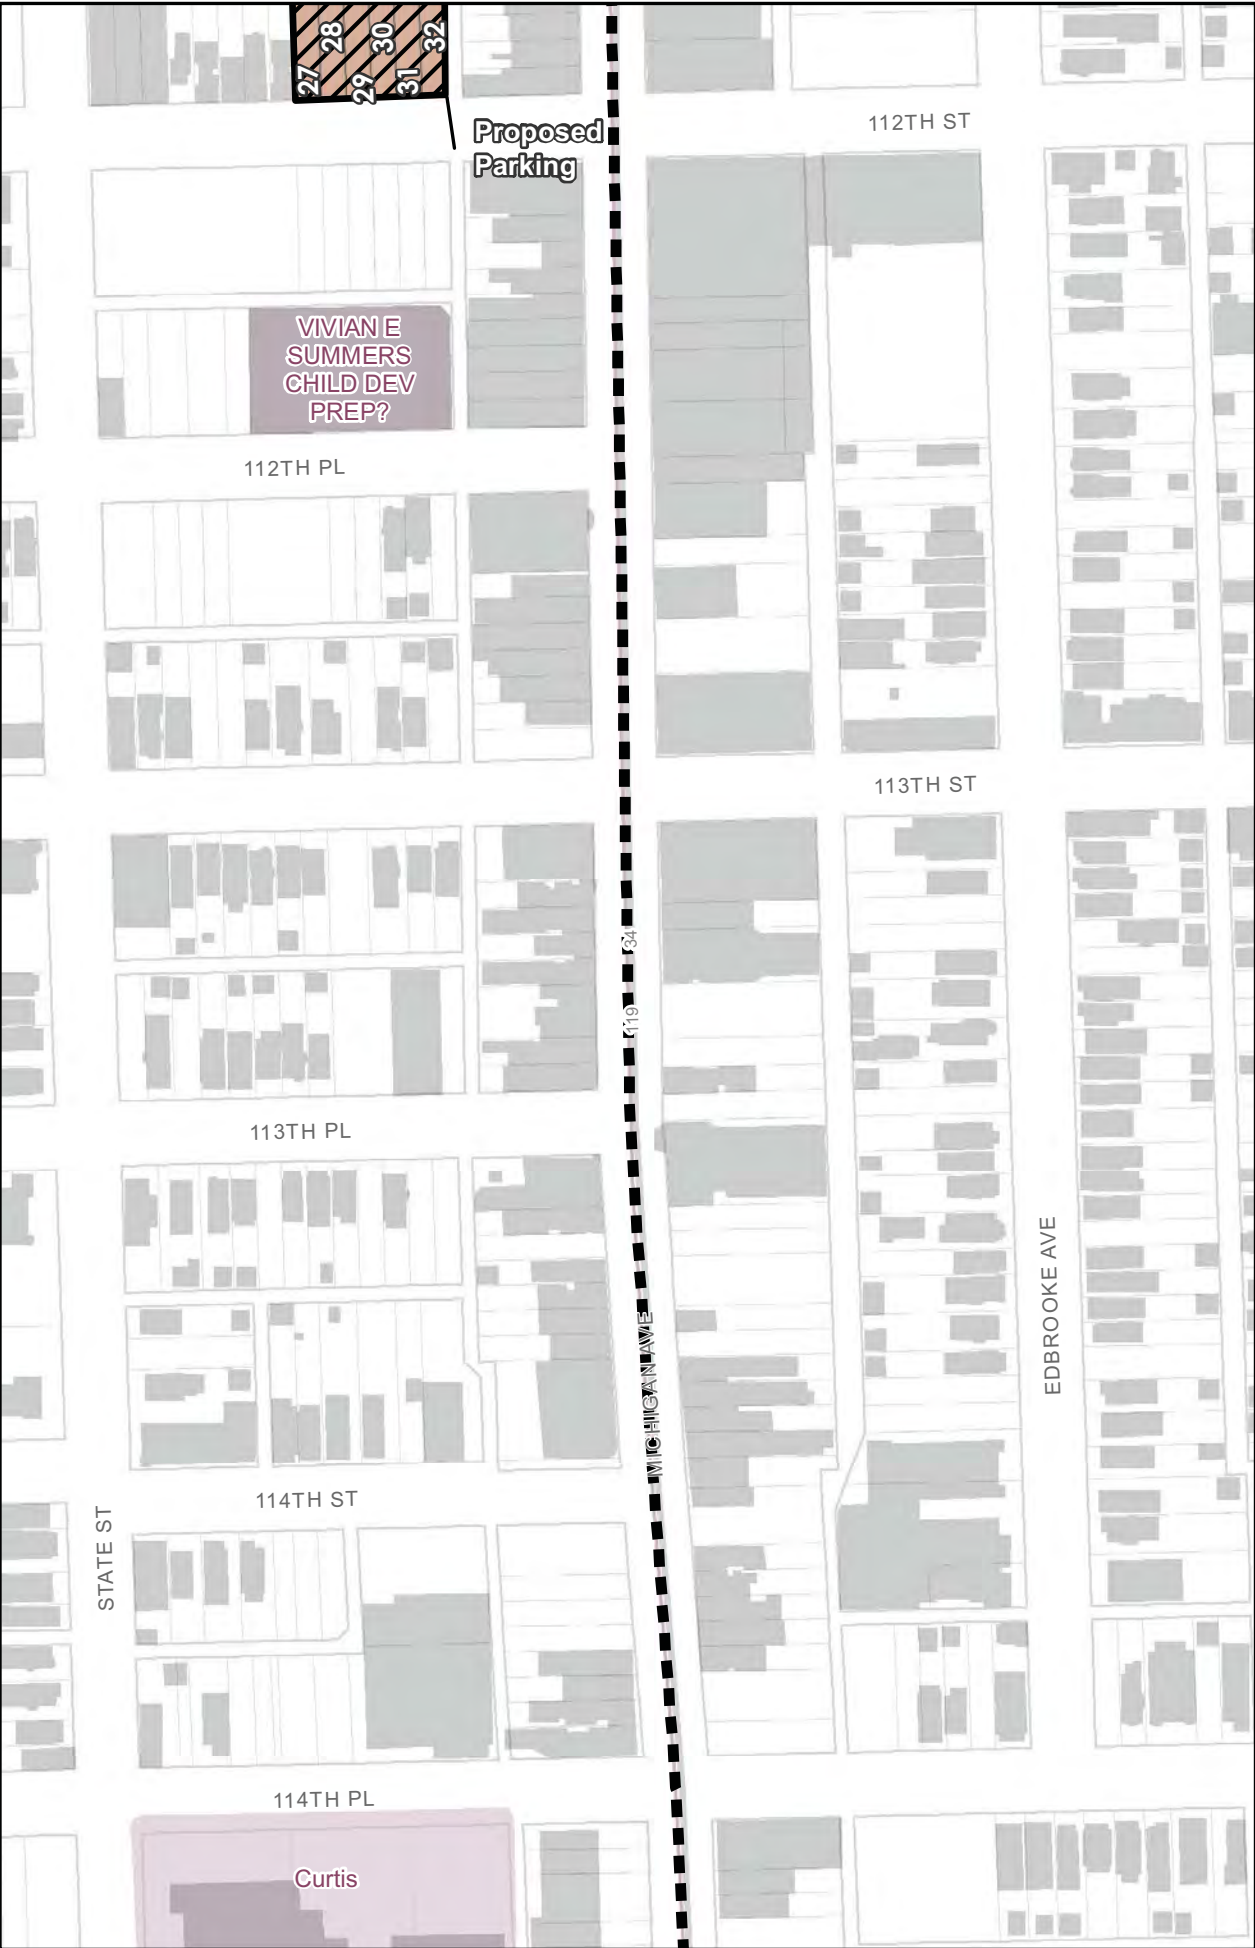 28
30
32
27
29
31
Proposed
Parking
112TH ST
VIVIAN E
SUMMERS
CHILD DEV
PREP?
112TH PL
113TH ST
34
119
113TH PL
EDBROOKE AVE
MICHIGAN AVE
114TH ST
STATE ST
114TH PL
Curtis